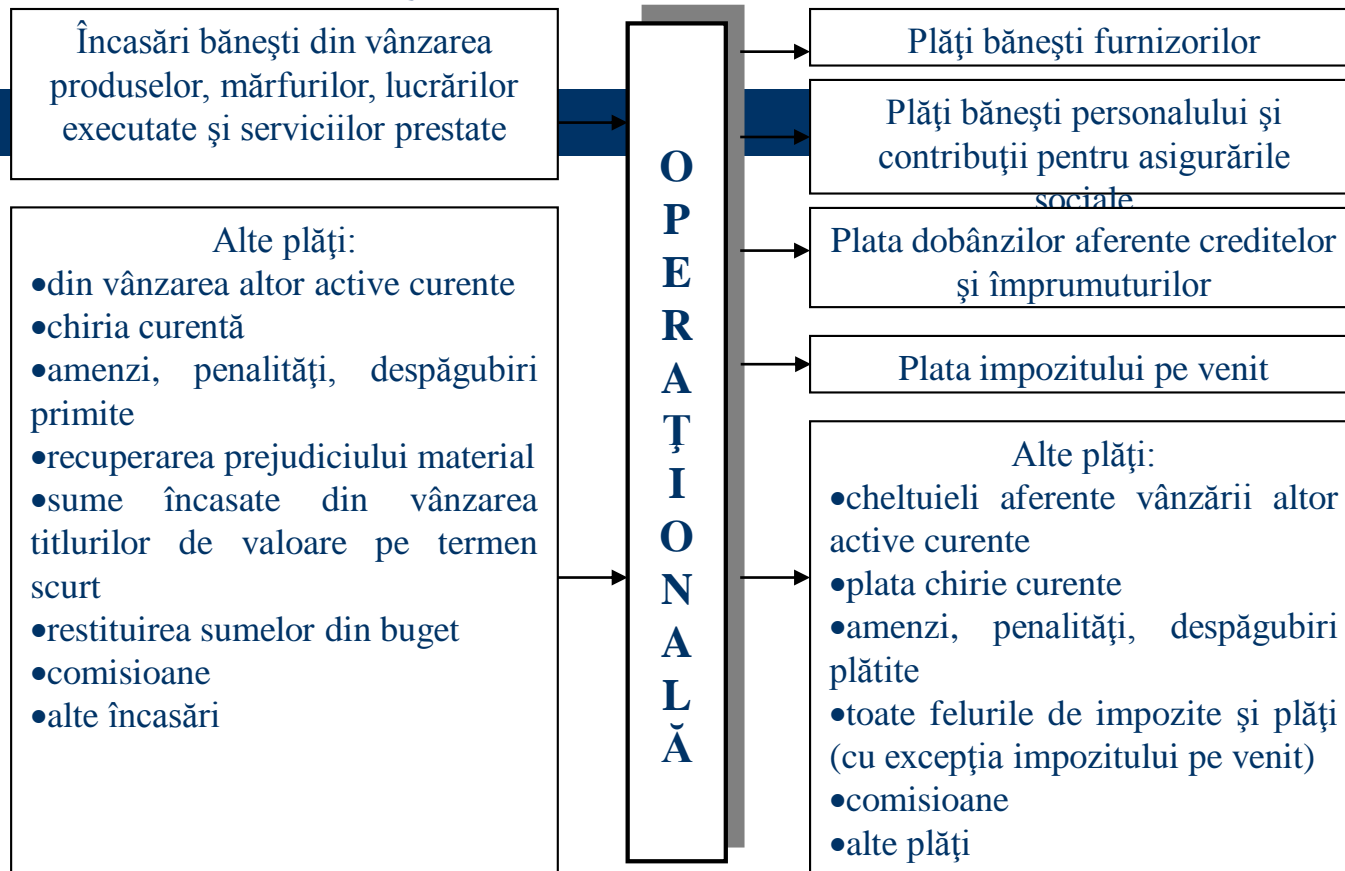 Încasări băneşti din vânzarea
produselor, mărfurilor, lucrărilor
executate şi serviciilor prestate
Alte plăţi:
•din vânzarea altor active curente
•chiria curentă
•amenzi, penalităţi, despăgubiri
primite
•recuperarea prejudiciului material
•sume încasate din vânzarea
titlurilor de valoare pe termen
scurt
•restituirea sumelor din buget
•comisioane
•alte încasări
O
P
E
R
A
Ţ
I
O
N
A
L
Ă
Plăţi băneşti furnizorilor
Plăţi băneşti personalului şi
contribuţii pentru asigurările
sociale
Plata dobânzilor aferente creditelor
şi împrumuturilor
Plata impozitului pe venit
Alte plăţi:
•cheltuieli aferente vânzării altor
active curente
•plata chirie curente
•amenzi, penalităţi, despăgubiri
plătite
•toate felurile de impozite şi plăţi
(cu excepţia impozitului pe venit)
•comisioane
•alte plăţi